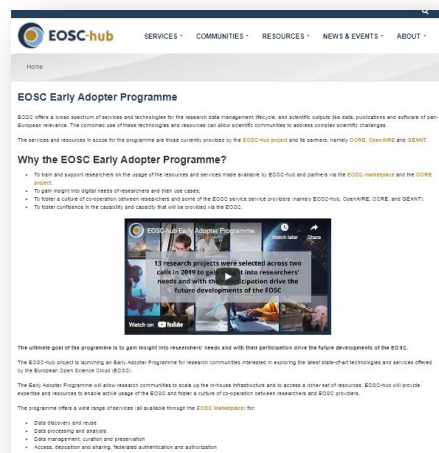 EOSC-hub
SERVICES
COMMUNITIES
RESOURCES
NEWS & EVENTS
ABOUT
Home
EOSC Early Adopter Programme
EOSC offers a broad spectrum of services and technologies for the research data management lifecycle, and scientific outputs like data, publications and software of pan-
European relevance. The combined use of these technologies and resources can allow scientific communities to address complex scientific challenges.
The services and resources in scope for the programme are those currently provided by the EOSC-hub project and its partners, namely OCRE, OpenAIRE and GÉANT.
Why the EOSC Early Adopter Programme?
To train and support researchers on the usage of the resources and services made available by EOSC-hub and partners via the EOSC marketplace and the OCRE
project;
To gain insight into digital needs of researchers and their use cases;
To foster a culture of co-operation between researchers and some of the EOSC service service providers (namely EOSC-hub, OpenAIRE, OCRE, and GÉANT).
To foster confidence in the capability and capacity that will be provided via the EOSC.
EOSC-hub Early Adopter Programme
Watch later
Share
13 research projects were selected across two
calls in 2019 to gain insight into researchers'
needs and with their participation drive the
future developments of the EOSC
Watch on YouTube
The ultimate goal of the programme is to gain insight into researchers' needs and with their participation drive the future developments of the EOSC.
The EOSC-hub project is launching an Early Adopter Programme for research communities interested in exploring the latest state-of-art technologies and services offered
by the European Open Science Cloud (EOSC).
The Early Adopter Programme will allow research communities to scale up the in-house infrastructure and to access a richer set of resources. EOSC-hub will provide
expertise and resources to enable active usage of the EOSC and foster a culture of co-operation between researchers and EOSC providers.
The programme offers a wide range of services (all available through the EOSC Marketplace) for:
Data discovery and reuse
Data processing and analysis
Data management, curation and preservation
Access, deposition and sharing, federated authentication and authorization